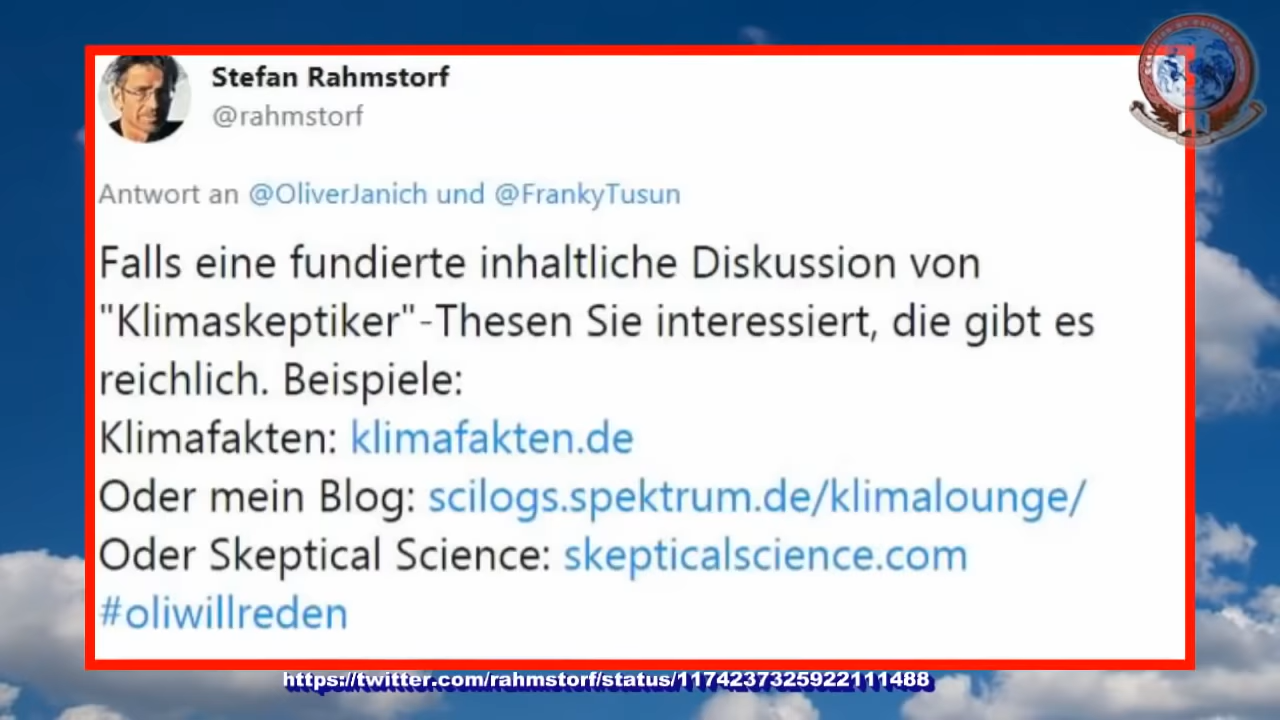 Stefan Rahmstorf
@rahmstorf
Antwort an @OliverJanich und @FrankyTusun
Falls eine fundierte inhaltliche Diskussion von
"Klimaskeptiker"-Thesen Sie interessiert, die gibt es
reichlich. Beispiele:
Klimafakten: klimafakten.de
Oder mein Blog: scilogs.spektrum.de/klimalounge/
Oder Skeptical Science: skepticalscience.com
#oliwillreden
https://twitter.com/rahmstorf/status/1174237325922111488